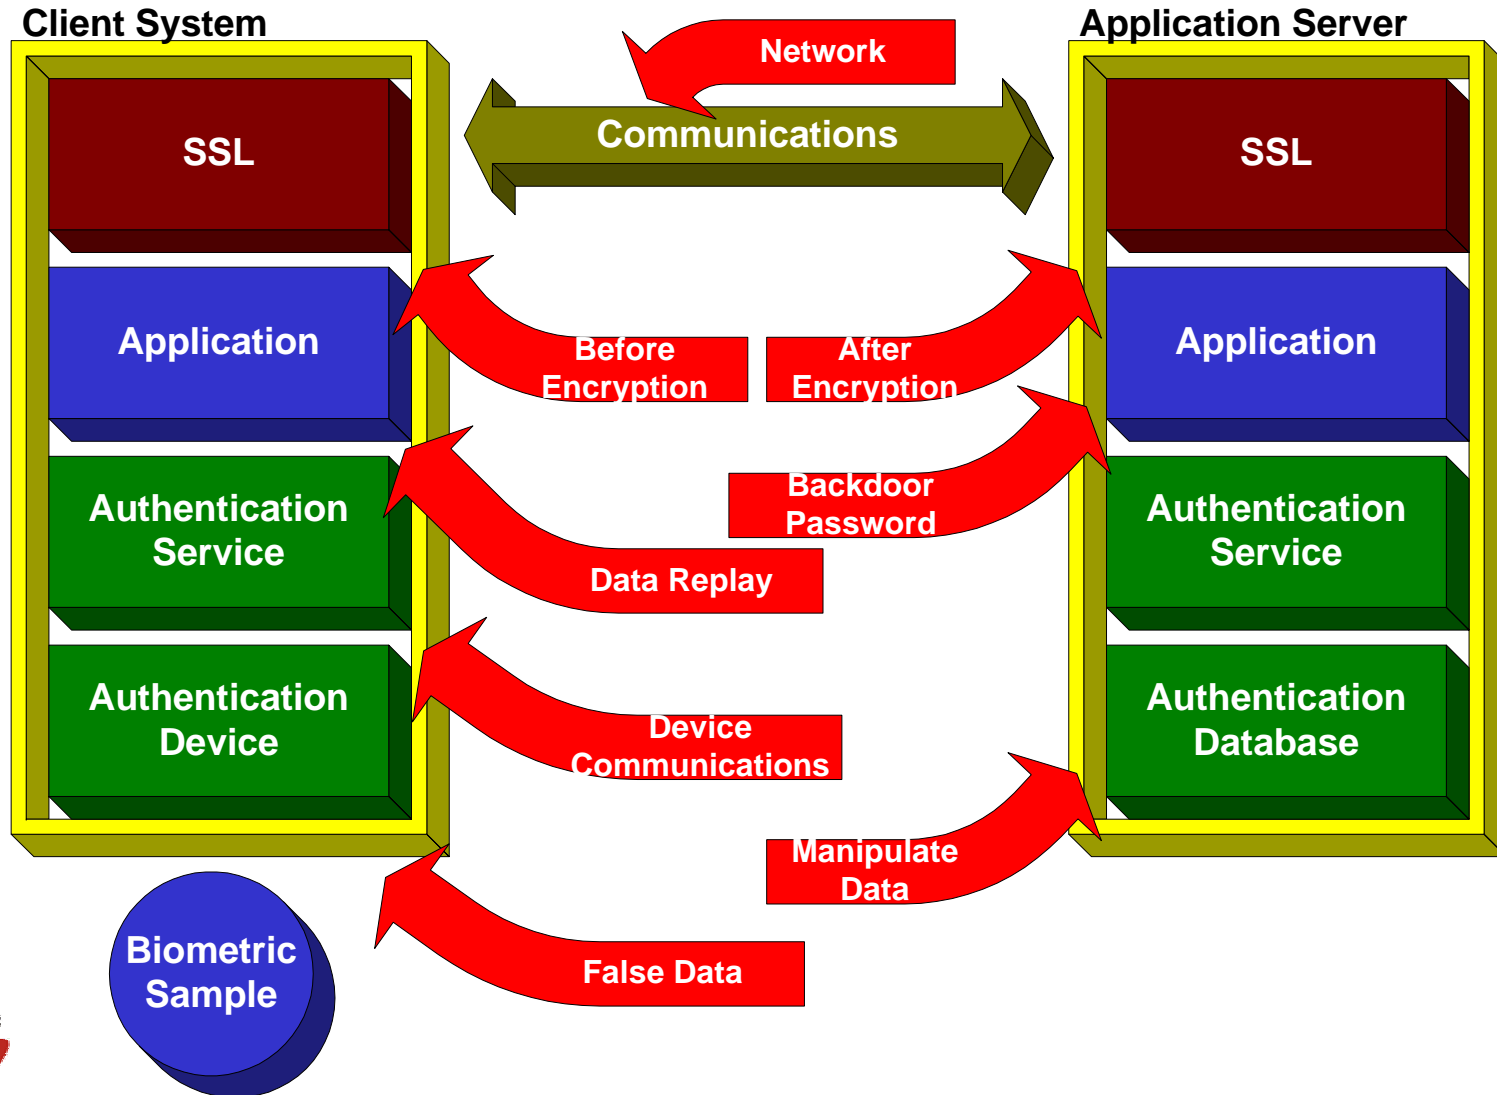 Client System
Application Server
Network
Communications
SSL
SSL
Application
Before
Encryption
After
Encryption
Application
Backdoor
Password
Authentication
Service
Data Replay
Authentication
Service
Authentication
Device
Device
Communications
Authentication
Database
Manipulate
Data
Biometric
Sample
False Data